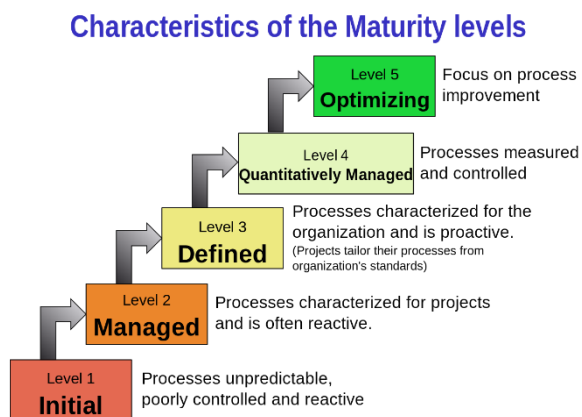 Characteristics of the Maturity levels
Level 5
Optimizing
Focus on process
improvement
Level 4
Quantitatively Managed
Processes measured
and controlled
Level 3
Defined
Processes characterized for the
organization and is proactive.
(Projects tailor their processes from
organization's standards)
Level 2
Managed
Processes characterized for projects
and is often reactive.
Level 1
Initial
Processes unpredictable,
poorly controlled and reactive